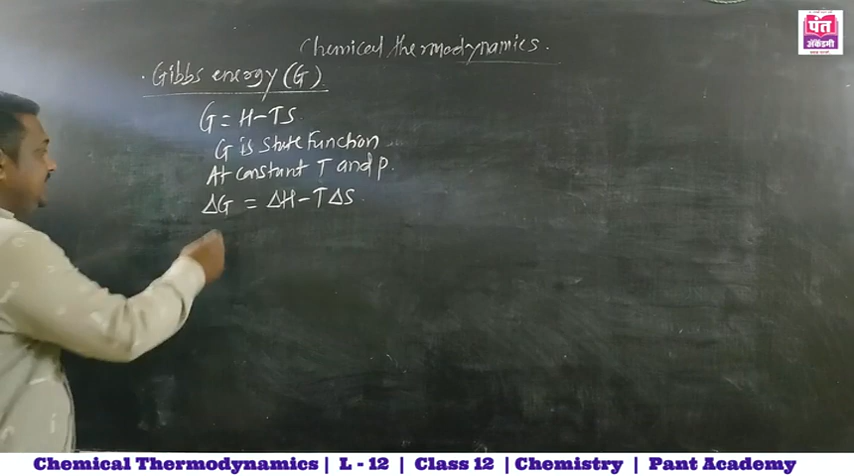 Chemical thermodynamics.
पंत
अॅकॅडमी
. Gibbs energy (G)
G = H-TS.
G is state function
At constant T and p.
ΔG = ΔH-TΔS.
Chemical Thermodynamics | L - 12 | Class 12 | Chemistry | Pant Academy